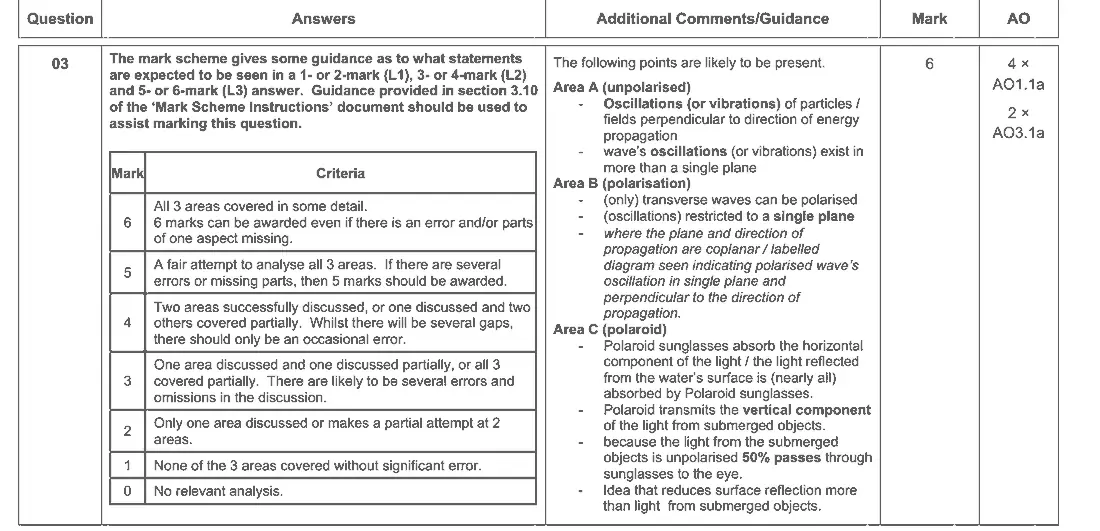 Question Answers Additional Comments/Guidance Mark AO
03
The mark scheme gives some guidance as to what statements
are expected to be seen in a 1- or 2-mark (L1), 3- or 4-mark (L2)
and 5- or 6-mark (L3) answer. Guidance provided in section 3.10
of the ‘Mark Scheme Instructions’ document should be used to
assist marking this question.
Mark Criteria
6
All 3 areas covered in some detail.
6 marks can be awarded even if there is an error and/or parts
of one aspect missing.
5
A fair attempt to analyse all 3 areas. If there are several
errors or missing parts, then 5 marks should be awarded.
4
Two areas successfully discussed, or one discussed and two
others covered partially. Whilst there will be several gaps,
there should only be an occasional error.
3
One area discussed and one discussed partially, or all 3
covered partially. There are likely to be several errors and
omissions in the discussion.
2
Only one area discussed or makes a partial attempt at 2
areas.
1 None of the 3 areas covered without significant error.
0 No relevant analysis.
The following points are likely to be present.
Area A (unpolarised)
- Oscillations (or vibrations) of particles /
fields perpendicular to direction of energy
propagation
- wave's oscillations (or vibrations) exist in
more than a single plane
Area B (polarisation)
- (only) transverse waves can be polarised
- (oscillations) restricted to a single plane
- where the plane and direction of
propagation are coplanar / labelled
diagram seen indicating polarised wave's
oscillation in single plane and
perpendicular to the direction of
propagation.
Area C (polaroid)
- Polaroid sunglasses absorb the horizontal
component of the light / the light reflected
from the water's surface is (nearly all)
absorbed by Polaroid sunglasses.
- Polaroid transmits the vertical component
of the light from submerged objects.
- because the light from the submerged
objects is unpolarised 50% passes through
sunglasses to the eye.
- Idea that reduces surface reflection more
than light from submerged objects.
6
4 ×
AO1.1a
2 ×
AO3.1a